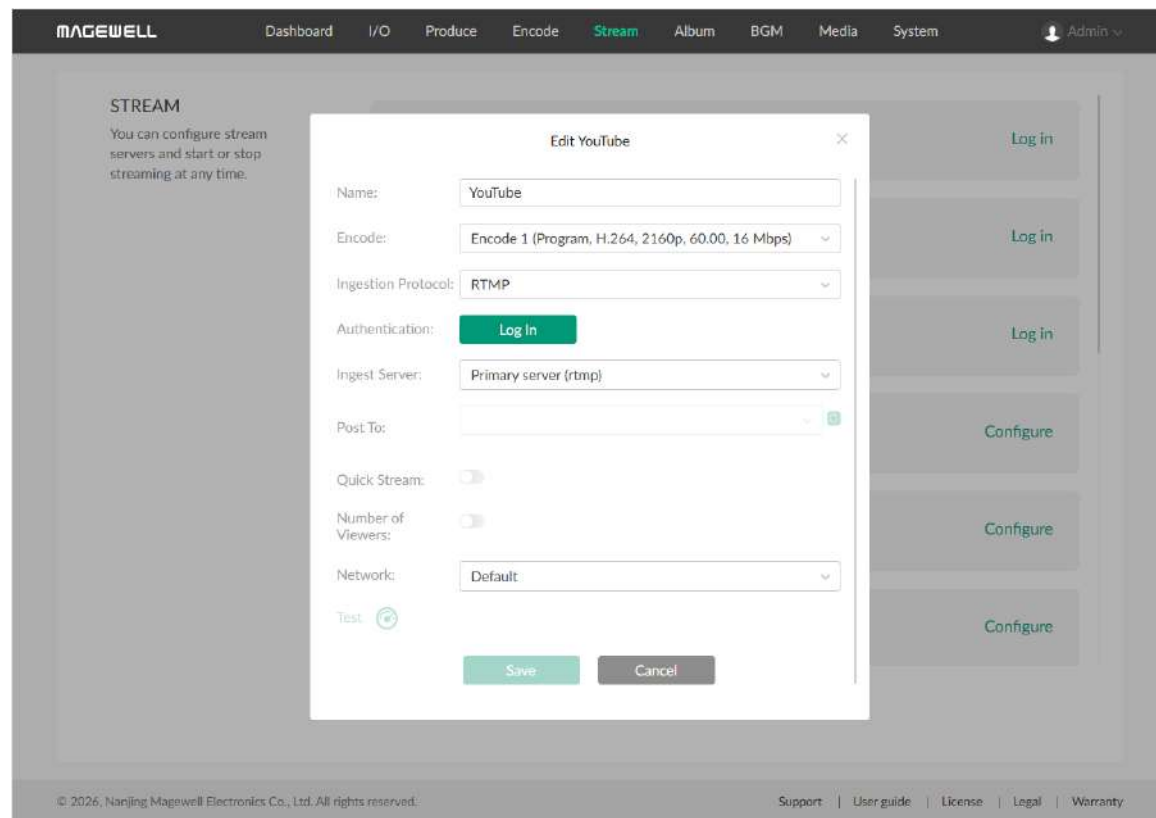 MAGEWELL
Dashboard I/O Produce Encode Stream Album BGM Media System Admin
STREAM
You can configure stream
servers and start or stop
streaming at any time.
Log in
Log in
Log in
Configure
Configure
Configure
Edit YouTube
Name: YouTube
Encode: Encode 1 (Program, H.264, 2160p, 60.00, 16 Mbps)
Ingestion Protocol: RTMP
Authentication: Log In
Ingest Server: Primary server (rtmp)
Post To:
Quick Stream:
Number of
Viewers:
Network: Default
Test
Save Cancel
© 2026, Nanjing Magewell Electronics Co., Ltd. All rights reserved.
Support | User guide | License | Legal | Warranty